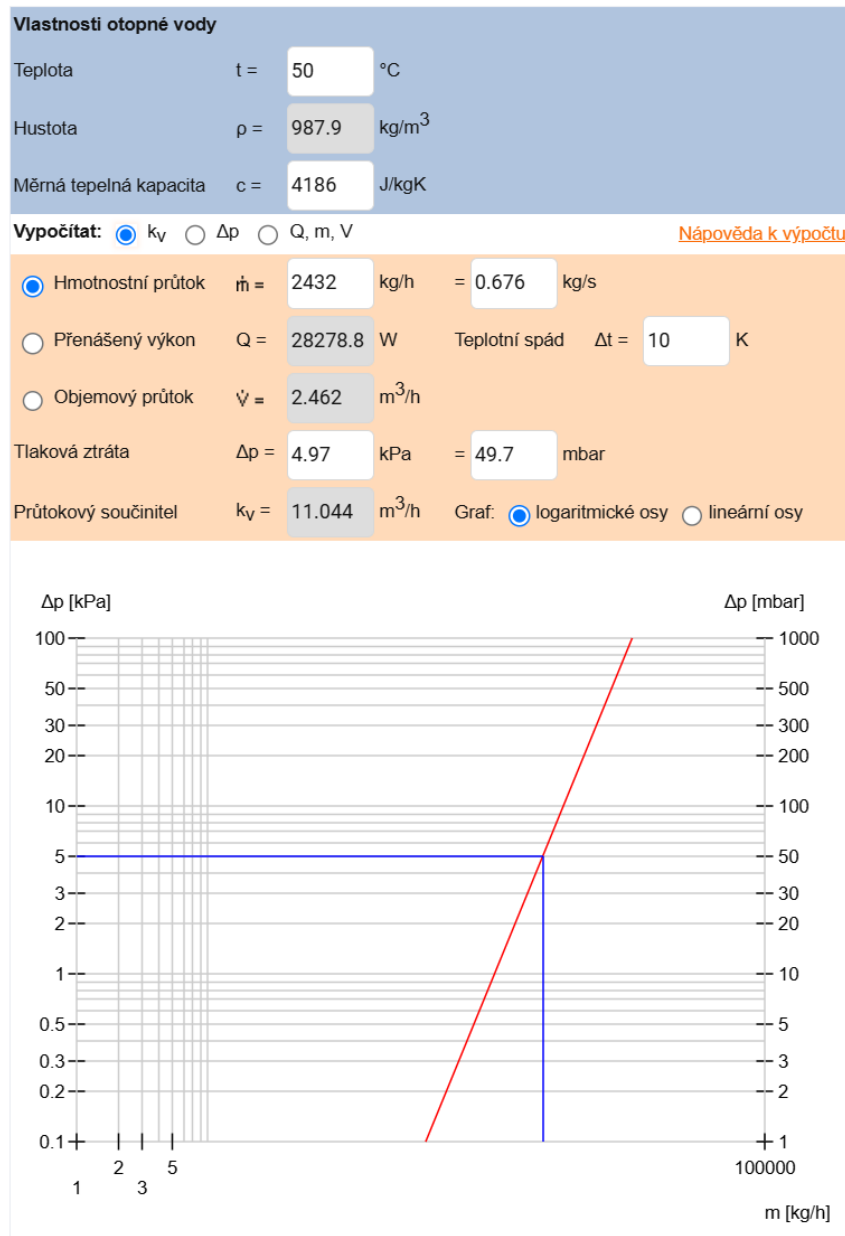 Vlastnosti otopné vody
Teplota t = 50 °C
Hustota ρ = 987.9 kg/m³
Měrná tepelná kapacita c = 4186 J/kgK
Vypočítat: kV Δp Q, m, V Nápověda k výpočtu
Hmotnostní průtok ṁ = 2432 kg/h = 0.676 kg/s
Přenášený výkon Q = 28278.8 W Teplotní spád Δt = 10 K
Objemový průtok V̇ = 2.462 m³/h
Tlaková ztráta Δp = 4.97 kPa = 49.7 mbar
Průtokový součinitel kV = 11.044 m³/h Graf: logaritmické osy lineární osy
Δp [kPa] Δp [mbar]
100 1000
50 500
30 300
20 200
10 100
5 50
3 30
2 20
1 10
0.5 5
0.3 3
0.2 2
0.1 1
2 5 100000
1 3
m [kg/h]